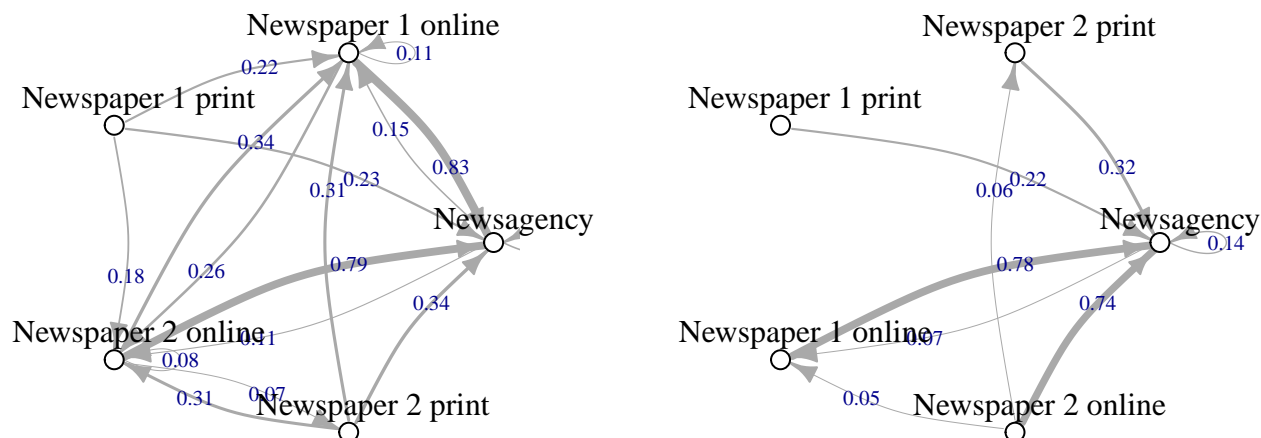 Newspaper 1 online
0.11
0.22
Newspaper 1 print
0.34
0.15
0.83
0.31
0.23
Newsagency
0.18
0.26
0.79
0.34
Newspaper 2 online
0.11
0.08
0.31
0.07
Newspaper 2 print
Newspaper 2 print
Newspaper 1 print
0.32
0.06
0.22
Newsagency
0.14
0.78
0.74
Newspaper 1 online
0.07
0.05
Newspaper 2 online